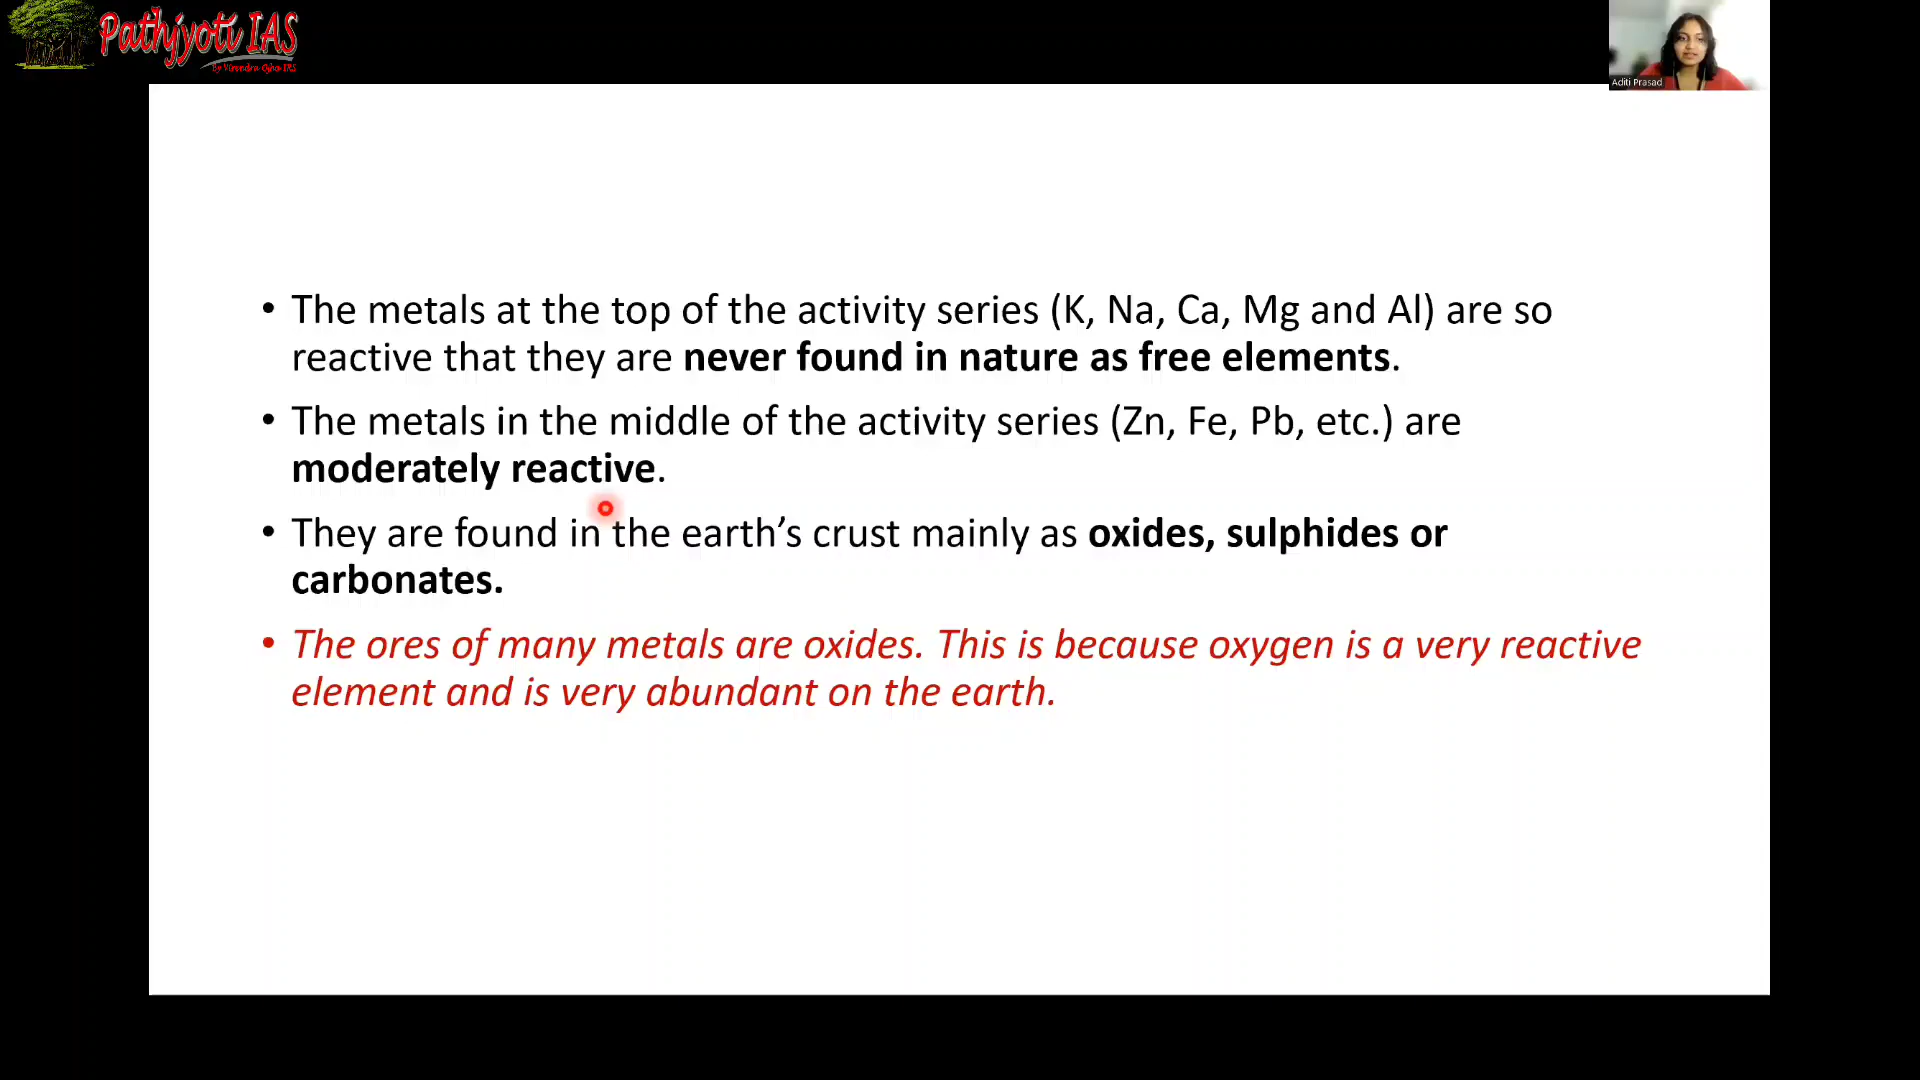 Pathjyoti IAS
By Virendra Ojha IRS
Aditi Prasad
• The metals at the top of the activity series (K, Na, Ca, Mg and Al) are so
reactive that they are never found in nature as free elements.
• The metals in the middle of the activity series (Zn, Fe, Pb, etc.) are
moderately reactive.
• They are found in the earth’s crust mainly as oxides, sulphides or
carbonates.
• The ores of many metals are oxides. This is because oxygen is a very reactive
element and is very abundant on the earth.